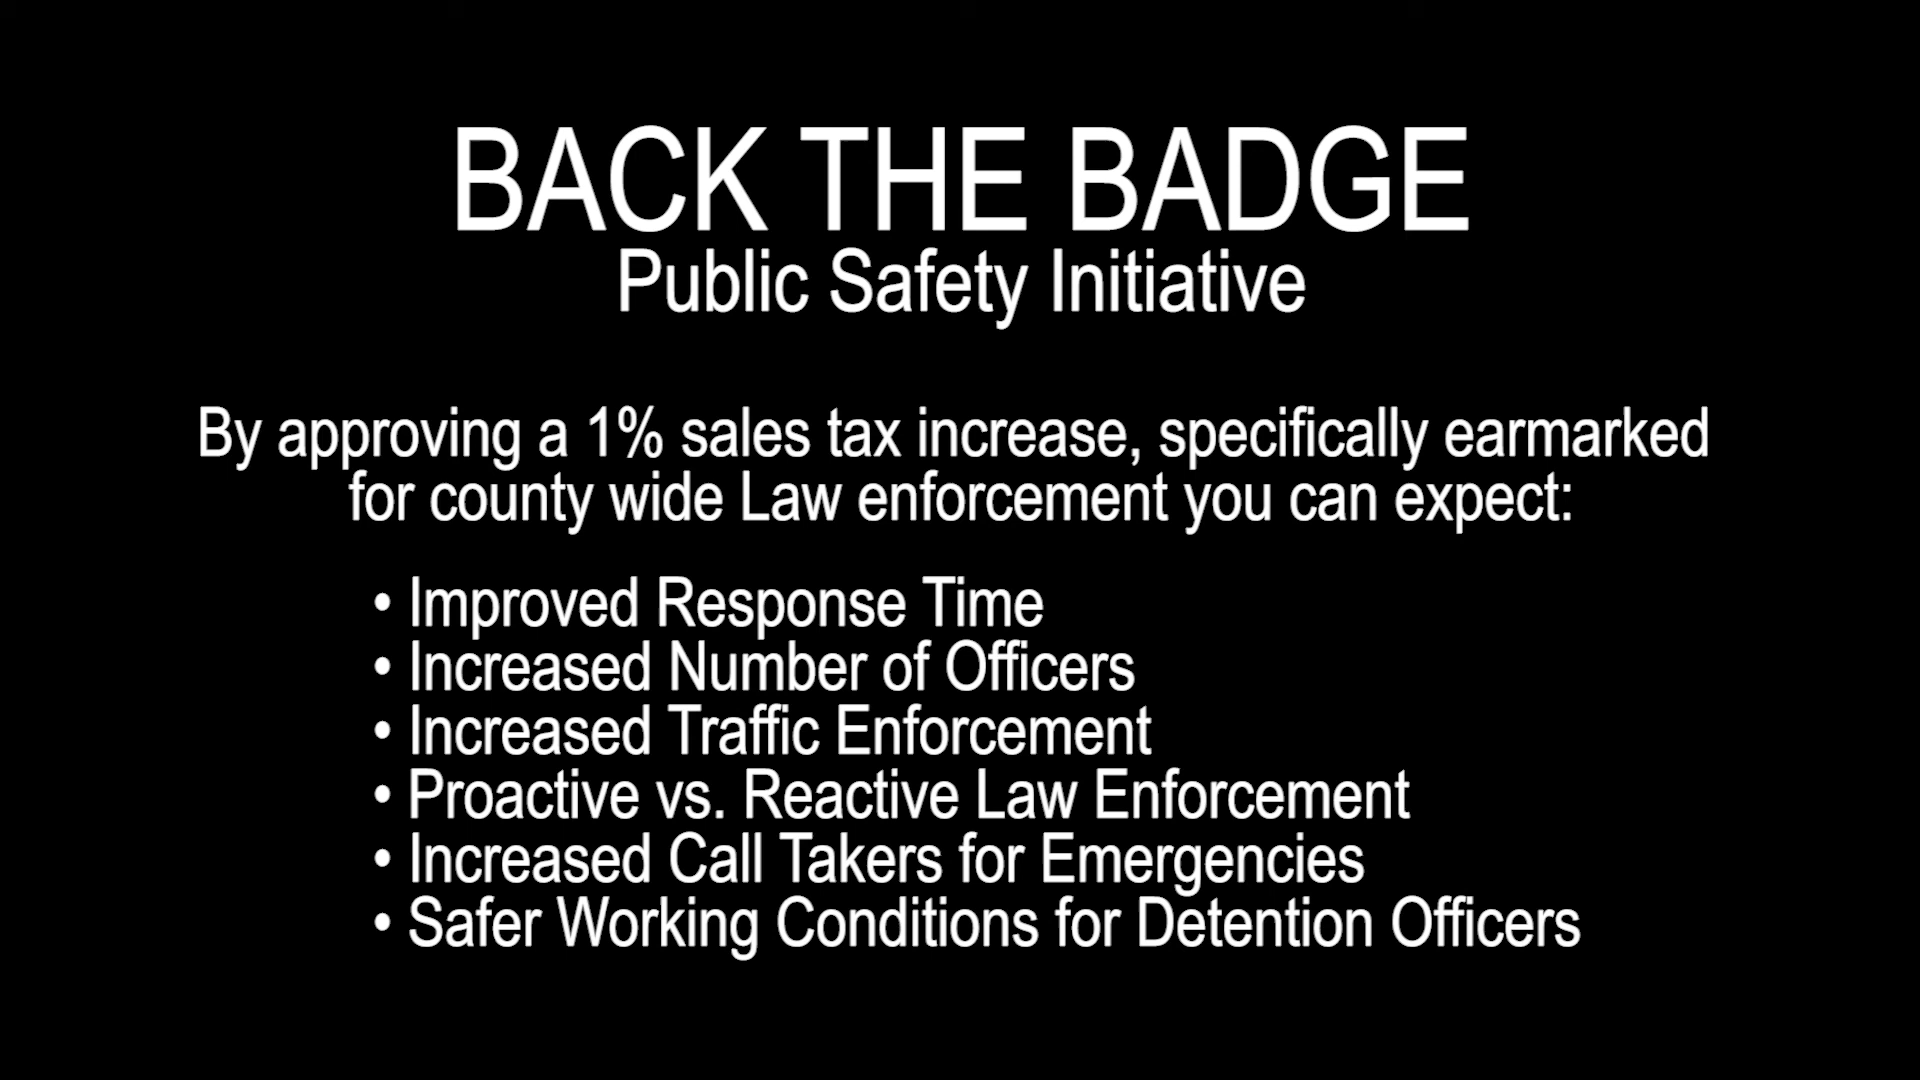 BACK THE BADGE
Public Safety Initiative
By approving a 1% sales tax increase, specifically earmarked
for county wide Law enforcement you can expect:
• Improved Response Time
• Increased Number of Officers
• Increased Traffic Enforcement
• Proactive vs. Reactive Law Enforcement
• Increased Call Takers for Emergencies
• Safer Working Conditions for Detention Officers